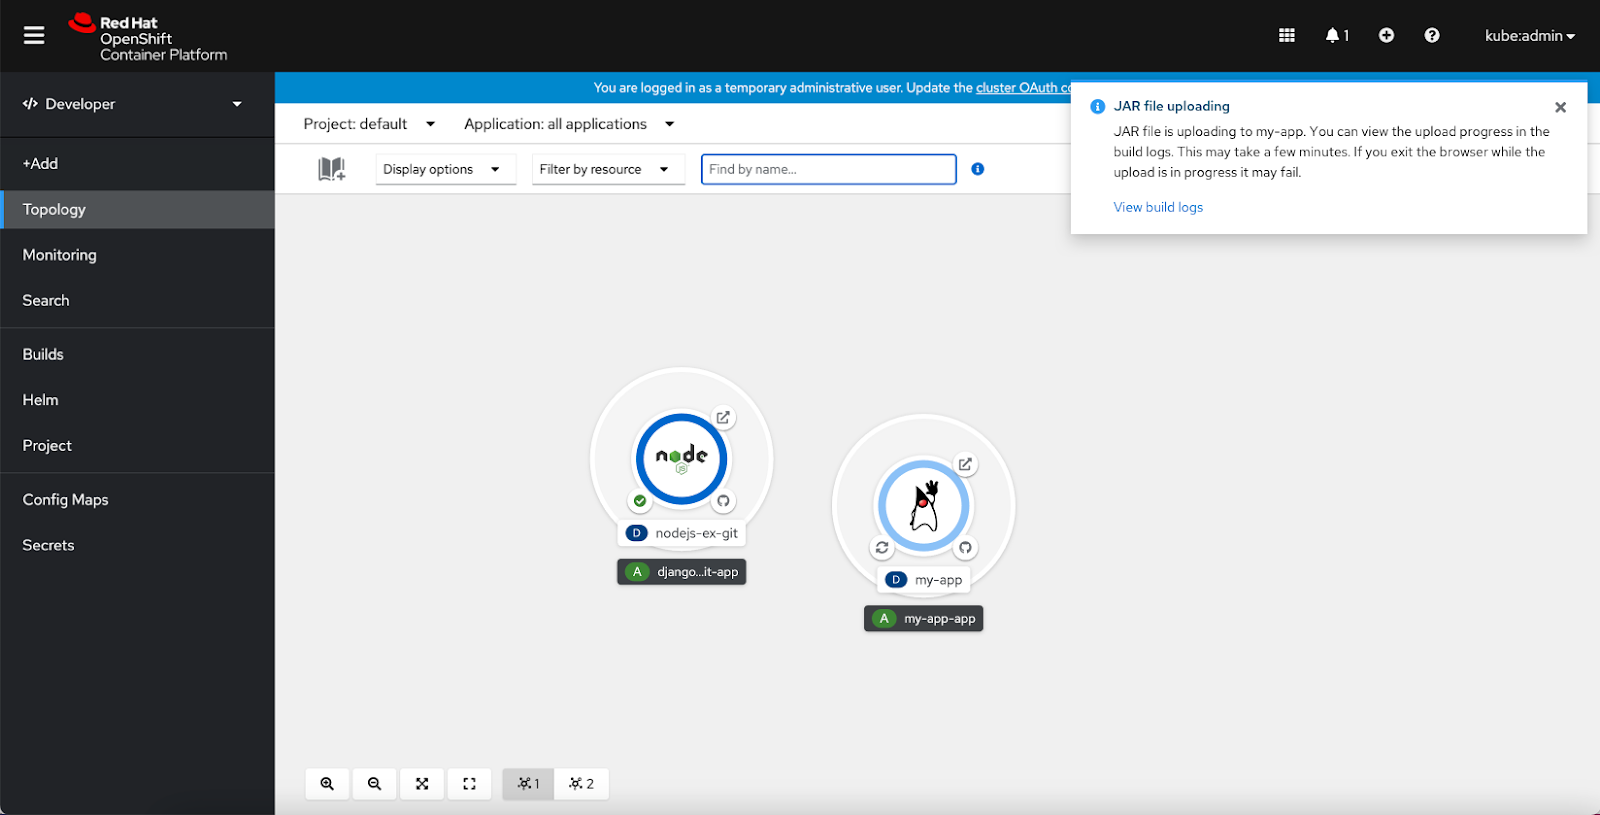 Red Hat
OpenShift
Container Platform
1
kube:admin
Developer
+Add
Topology
Monitoring
Search
Builds
Helm
Project
Config Maps
Secrets
You are logged in as a temporary administrative user. Update the cluster OAuth co
Project: default
Application: all applications
Display options
Filter by resource
Find by name...
JAR file uploading
JAR file is uploading to my-app. You can view the upload progress in the
build logs. This may take a few minutes. If you exit the browser while the
upload is in progress it may fail.
View build logs
node
JS
D nodejs-ex-git
A django...it-app
D my-app
A my-app-app
1
2